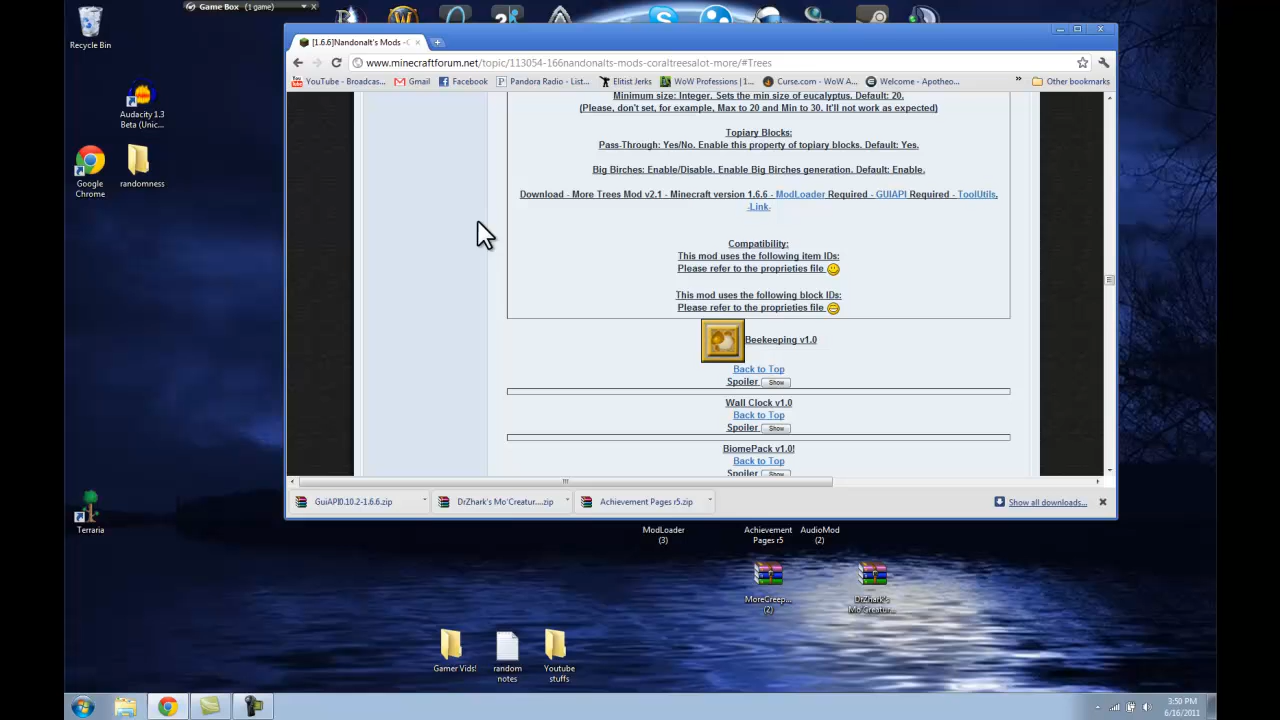 Game Box (1 game)
Recycle Bin
[1.6.6]Nandonalt's Mods - C
www.minecraftforum.net/topic/113054-166nandonalts-mods-coraltreesalot-more/#Trees
YouTube - Broadcas...
Gmail
Facebook
Pandora Radio - List...
Elitist Jerks
WoW Professions | 1...
Curse.com - WoW A...
Welcome - Apotheo...
»
Other bookmarks
Audacity 1.3
Beta (Unic...
Google
Chrome
randomness
Minimum size: Integer. Sets the min size of eucalyptus. Default: 20.
(Please, don't set, for example, Max to 20 and Min to 30. It'll not work as expected)
Topiary Blocks:
Pass-Through: Yes/No. Enable this property of topiary blocks. Default: Yes.
Big Birches: Enable/Disable. Enable Big Birches generation. Default: Enable.
Download - More Trees Mod v2.1 - Minecraft version 1.6.6 - ModLoader Required - GUIAPI Required - ToolUtils.
-Link-
Compatibility:
This mod uses the following item IDs:
Please refer to the proprieties file
This mod uses the following block IDs:
Please refer to the proprieties file
Beekeeping v1.0
Back to Top
Spoiler Show
Wall Clock v1.0
Back to Top
Spoiler Show
BiomePack v1.0!
Back to Top
Spoiler Show
GuiAPI0.10.2-1.6.6.zip
DrZhark's Mo'Creatur....zip
Achievement Pages r5.zip
Show all downloads...
Terraria
ModLoader
(3)
Achievement
Pages r5
AudioMod
(2)
MoreCreep...
(2)
DrZhark's
Mo'Creatur...
Gamer Vids!
random
notes
Youtube
stuffs
3:50 PM
6/16/2011